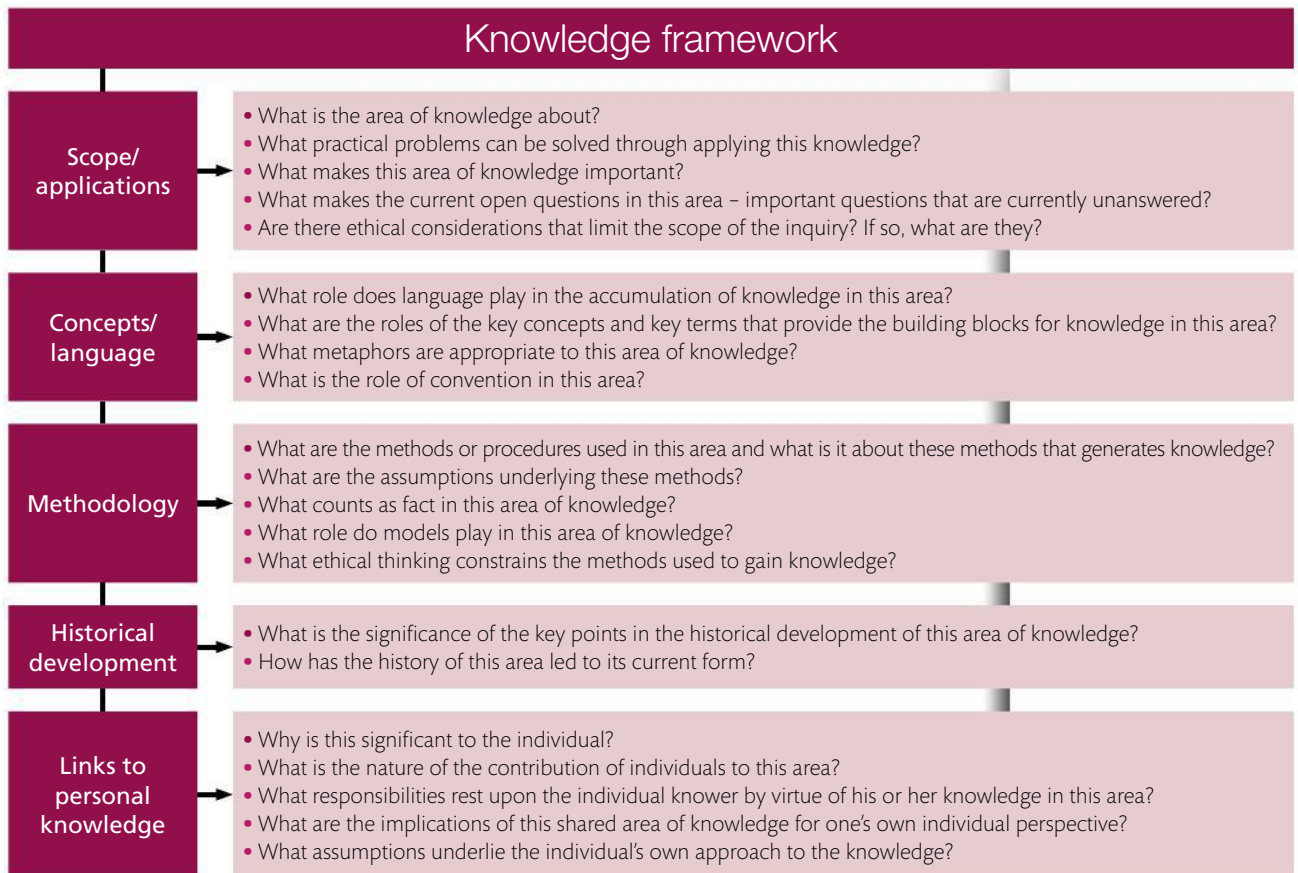 Knowledge framework
Scope/
applications
• What is the area of knowledge about?
• What practical problems can be solved through applying this knowledge?
• What makes this area of knowledge important?
• What makes the current open questions in this area – important questions that are currently unanswered?
• Are there ethical considerations that limit the scope of the inquiry? If so, what are they?
Concepts/
language
• What role does language play in the accumulation of knowledge in this area?
• What are the roles of the key concepts and key terms that provide the building blocks for knowledge in this area?
• What metaphors are appropriate to this area of knowledge?
• What is the role of convention in this area?
Methodology
• What are the methods or procedures used in this area and what is it about these methods that generates knowledge?
• What are the assumptions underlying these methods?
• What counts as fact in this area of knowledge?
• What role do models play in this area of knowledge?
• What ethical thinking constrains the methods used to gain knowledge?
Historical
development
• What is the significance of the key points in the historical development of this area of knowledge?
• How has the history of this area led to its current form?
Links to
personal
knowledge
• Why is this significant to the individual?
• What is the nature of the contribution of individuals to this area?
• What responsibilities rest upon the individual knower by virtue of his or her knowledge in this area?
• What are the implications of this shared area of knowledge for one's own individual perspective?
• What assumptions underlie the individual's own approach to the knowledge?